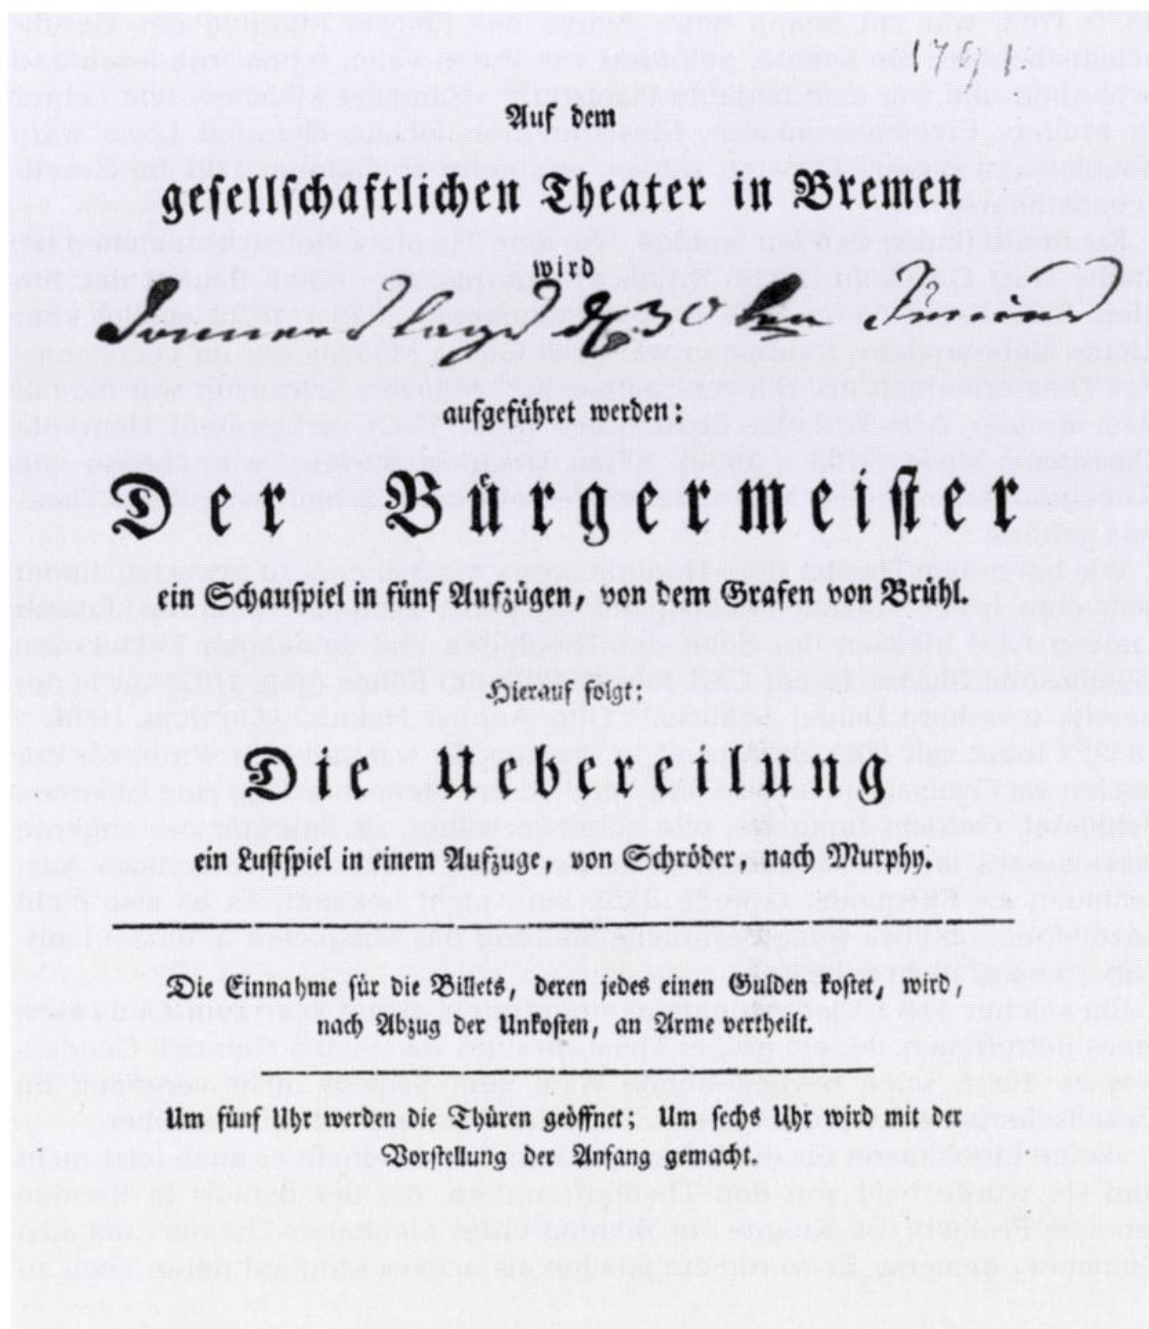 1791.
Auf dem
gesellschaftlichen Theater in Bremen
wird
30
aufgeführet werden:
Der Bürgermeister
ein Schauspiel in fünf Aufzügen, von dem Grafen von Brühl.
Hierauf folgt:
Die Uebereilung
ein Lustspiel in einem Aufzuge, von Schröder, nach Murphy.
Die Einnahme für die Billets, deren jedes einen Gulden kostet, wird,
nach Abzug der Unkosten, an Arme vertheilt.
Um fünf Uhr werden die Thüren geöffnet; Um sechs Uhr wird mit der
Vorstellung der Anfang gemacht.